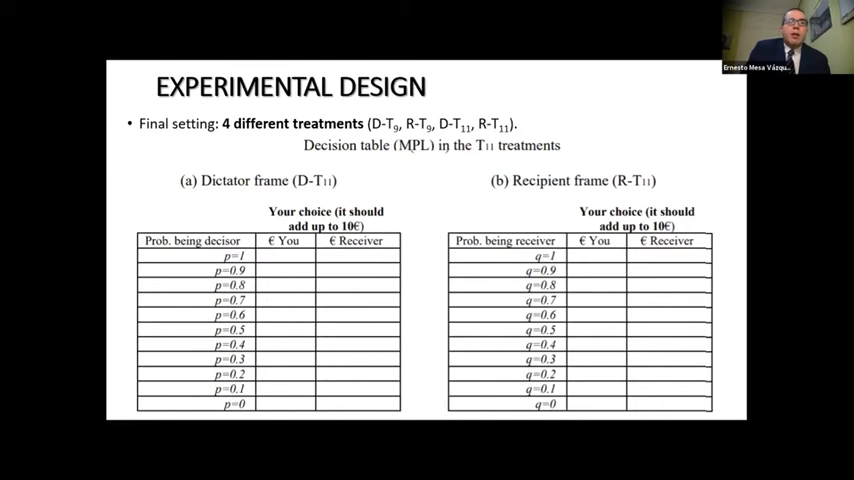 EXPERIMENTAL DESIGN
• Final setting: 4 different treatments (D-T9, R-T9, D-T11, R-T11).
Decision table (MPL) in the T11 treatments
(a) Dictator frame (D-T11)
Your choice (it should
add up to 10€)
Prob. being decisor € You € Receiver
p=1
p=0.9
p=0.8
p=0.7
p=0.6
p=0.5
p=0.4
p=0.3
p=0.2
p=0.1
p=0
(b) Recipient frame (R-T11)
Your choice (it should
add up to 10€)
Prob. being receiver € You € Receiver
q=1
q=0.9
q=0.8
q=0.7
q=0.6
q=0.5
q=0.4
q=0.3
q=0.2
q=0.1
q=0
Ernesto Mesa Vázqu...